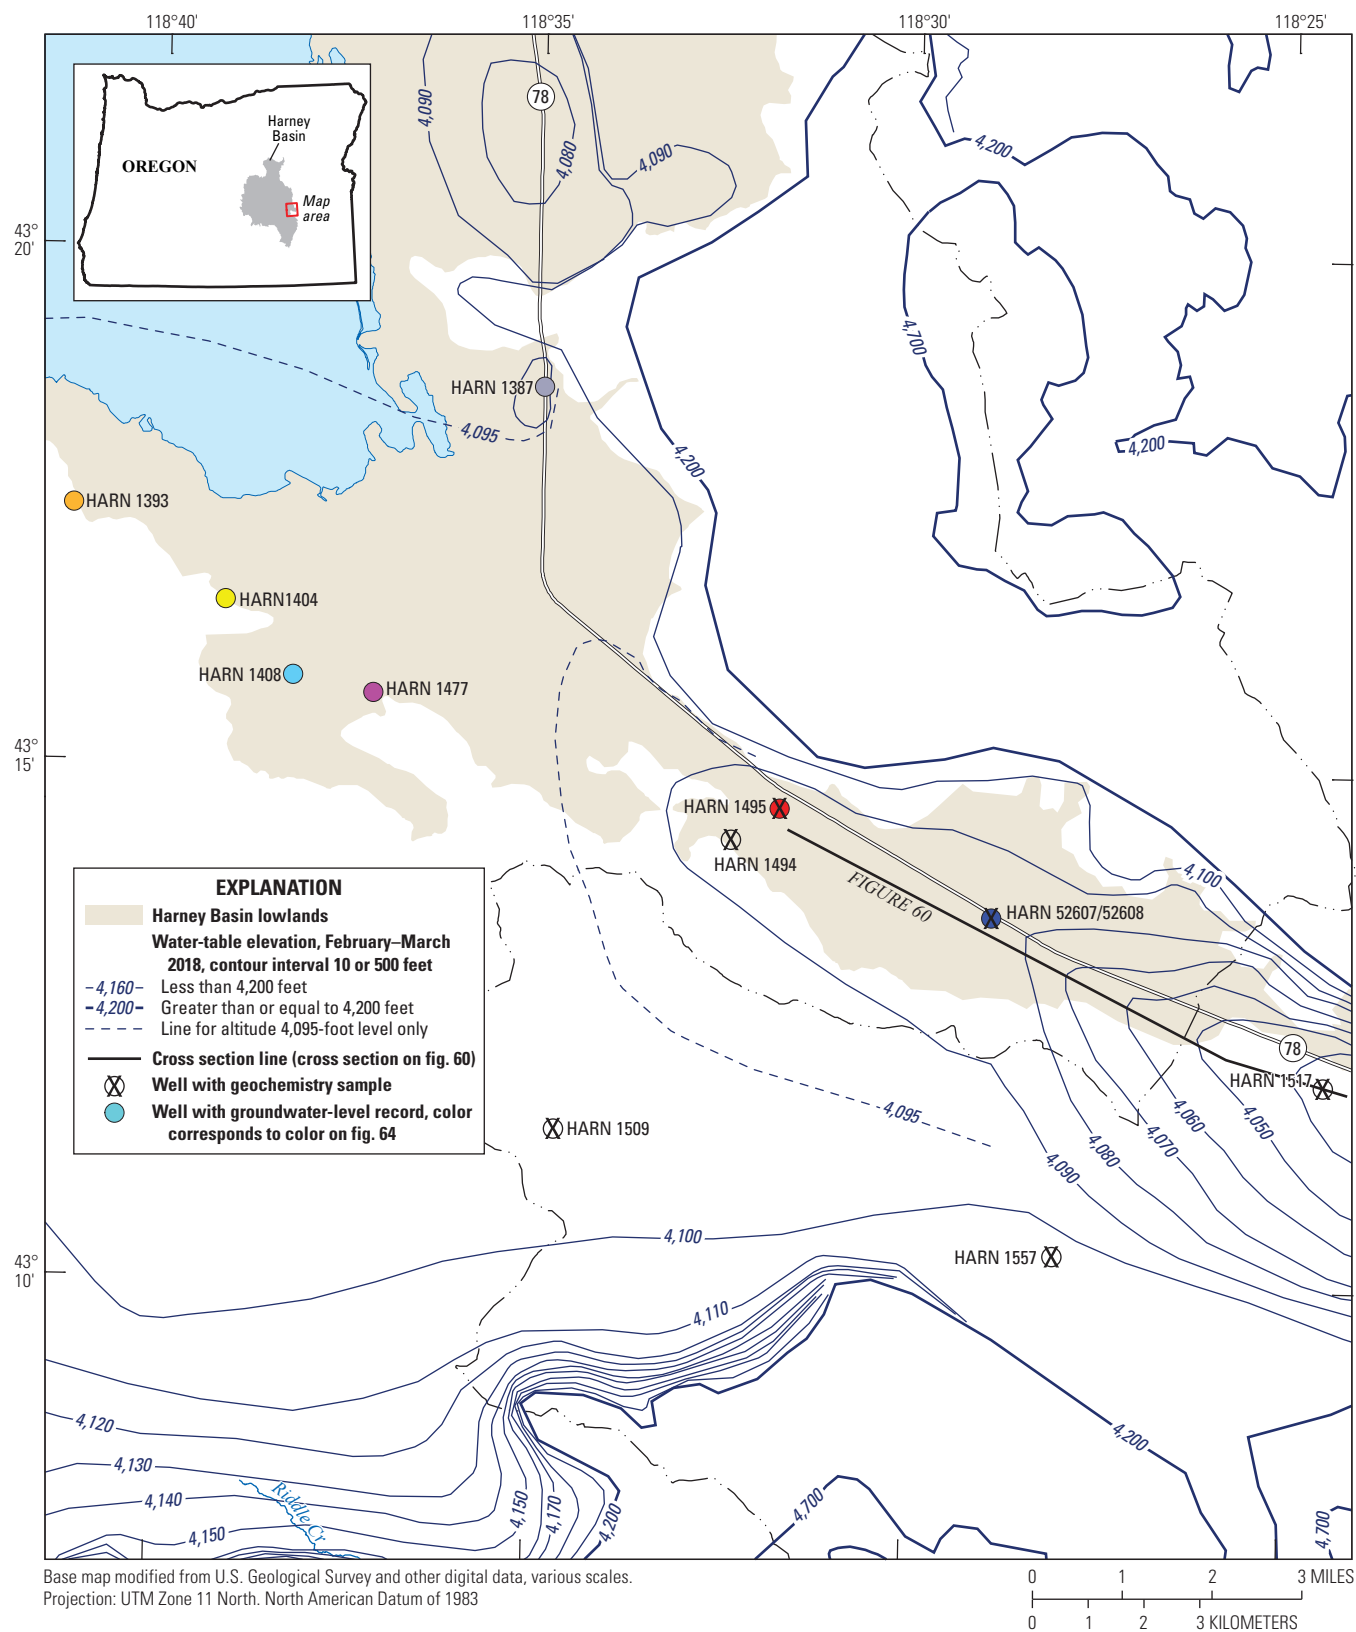 118°40'
118°35'
118°30'
118°25'
43°
20'
43°
15'
43°
10'
OREGON
Harney
Basin
Map
area
78
4,090
4,080
4,090
4,200
4,700
4,200
4,200
4,095
HARN 1387
HARN 1393
HARN1404
HARN 1408
HARN 1477
HARN 1495
HARN 1494
FIGURE 60
HARN 52607/52608
4,100
78
HARN 1517
HARN 1509
4,095
4,050
4,060
4,070
4,080
4,090
4,100
HARN 1557
4,110
4,120
4,130
4,140
4,150
Riddle Cr
4,150
4,170
4,200
4,200
4,700
4,700
EXPLANATION
Harney Basin lowlands
Water-table elevation, February–March
2018, contour interval 10 or 500 feet
4,160 Less than 4,200 feet
4,200 Greater than or equal to 4,200 feet
Line for altitude 4,095-foot level only
Cross section line (cross section on fig. 60)
Well with geochemistry sample
Well with groundwater-level record, color
corresponds to color on fig. 64
Base map modified from U.S. Geological Survey and other digital data, various scales.
Projection: UTM Zone 11 North. North American Datum of 1983
0 1 2 3 MILES
0 1 2 3 KILOMETERS